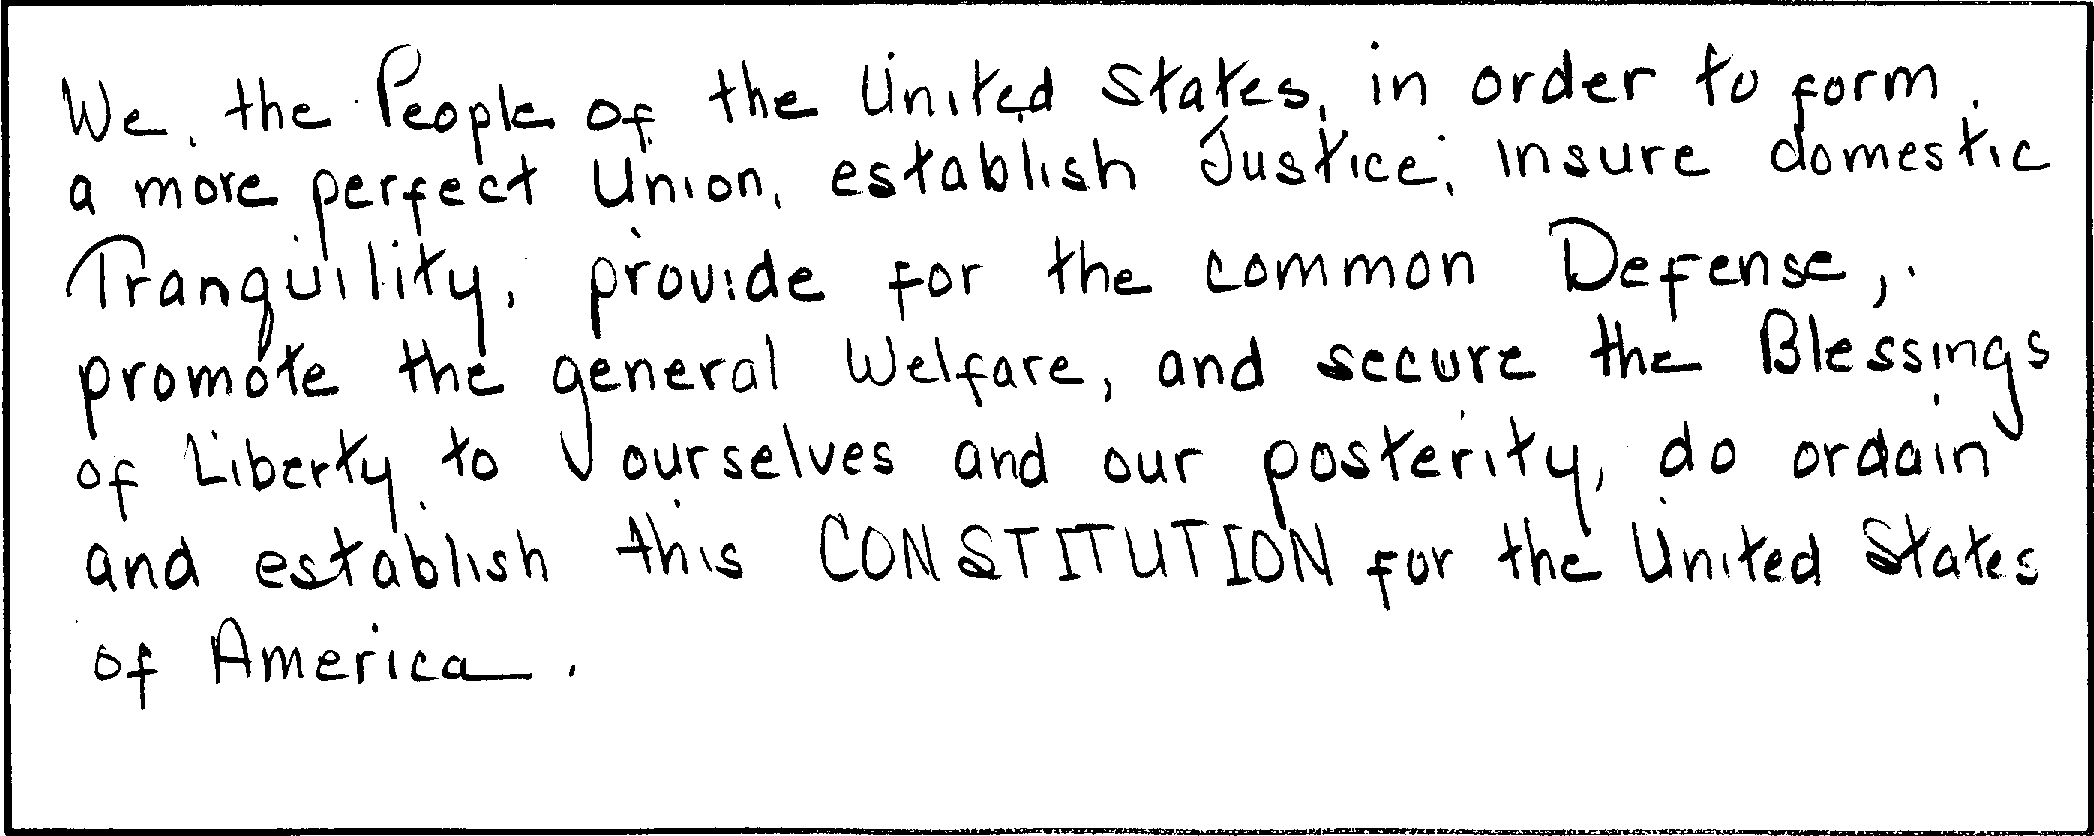 We, the People of the United States, in order to form
a more perfect Union, establish Justice, insure domestic
Tranquility, provide for the common Defense,
promote the general Welfare, and secure the Blessings
of Liberty to ourselves and our posterity, do ordain
and establish this CONSTITUTION for the United States
of America.